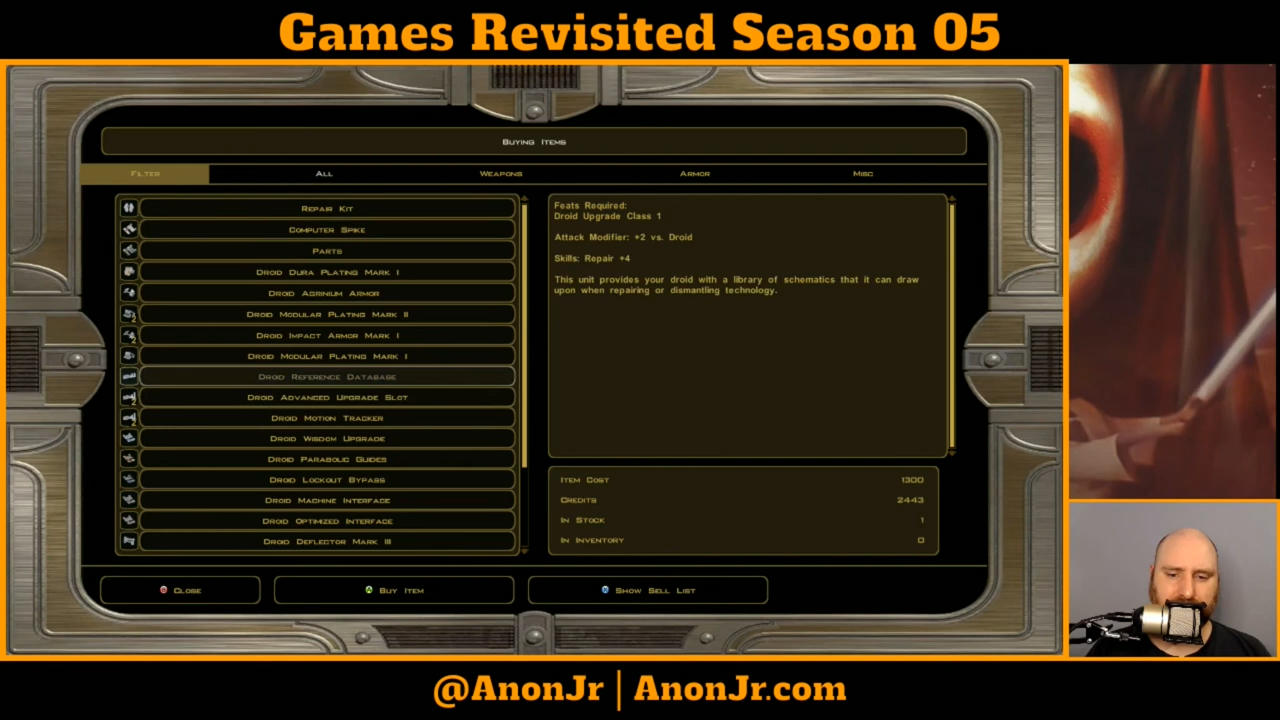 Games Revisited Season 05
Buying Items
Filter
All
Weapons
Armor
Misc
Repair Kit
Computer Spike
Parts
Droid Dura Plating Mark I
Droid Agrinium Armor
Droid Modular Plating Mark II
2
Droid Impact Armor Mark I
2
Droid Modular Plating Mark I
Droid Reference Database
Droid Advanced Upgrade Slot
2
Droid Motion Tracker
2
Droid Wisdom Upgrade
Droid Parabolic Guides
Droid Lockout Bypass
Droid Machine Interface
Droid Optimized Interface
Droid Deflector Mark III
Feats Required:
Droid Upgrade Class 1
Attack Modifier: +2 vs. Droid
Skills: Repair +4
This unit provides your droid with a library of schematics that it can draw
upon when repairing or dismantling technology.
Item Cost 1300
Credits 2443
In Stock 1
In Inventory 0
Close
A Buy Item
X Show Sell List
@AnonJr | AnonJr.com